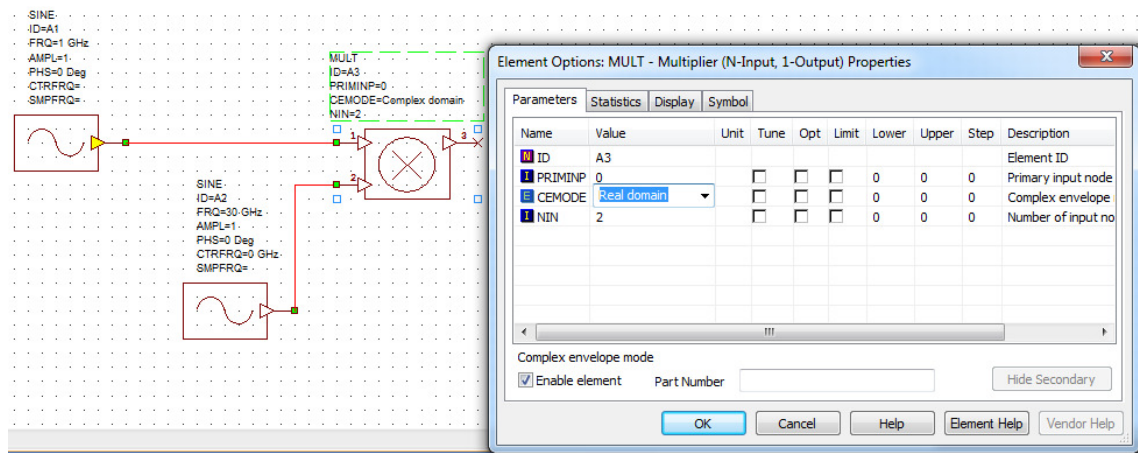 SINE
ID=A1
FRQ=1 GHz
AMPL=1
PHS=0 Deg
CTRFRQ=
SMPFRQ=
MULT
ID=A3
PRIMINP=0
CEMODE=Complex domain
NIN=2
1
2
3
SINE
ID=A2
FRQ=30 GHz
AMPL=1
PHS=0 Deg
CTRFRQ=0 GHz
SMPFRQ=
Element Options: MULT - Multiplier (N-Input, 1-Output) Properties
Parameters Statistics Display Symbol
Name Value Unit Tune Opt Limit Lower Upper Step Description
N ID A3 Element ID
I PRIMINP 0 0 0 0 Primary input node
E CEMODE Real domain 0 0 0 Complex envelope
I NIN 2 0 0 0 Number of input no
Complex envelope mode
Enable element Part Number Hide Secondary
OK Cancel Help Element Help Vendor Help